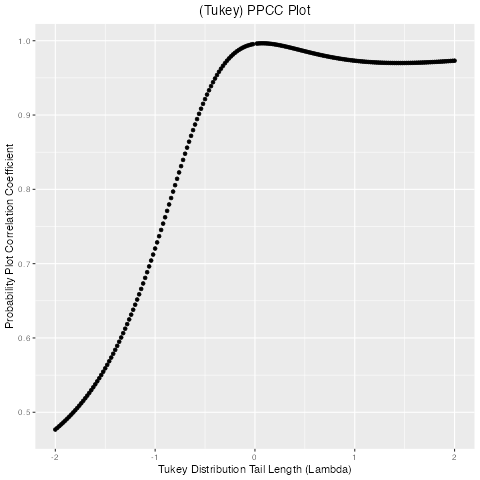 (Tukey) PPCC Plot
Probability Plot Correlation Coefficient
1.0
0.9
0.8
0.7
0.6
0.5
-2 -1 0 1 2
Tukey Distribution Tail Length (Lambda)